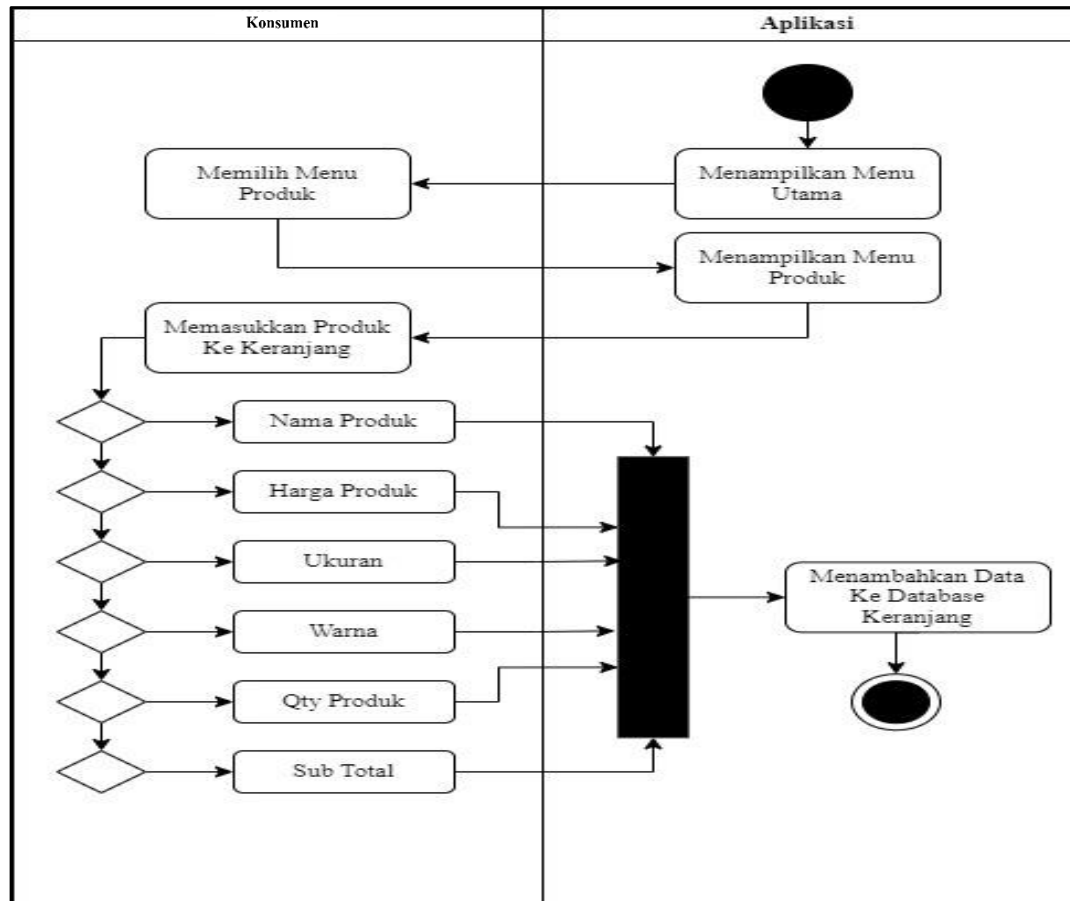 Konsumen
Aplikasi
Memilih Menu
Produk
Menampilkan Menu
Utama
Menampilkan Menu
Produk
Memasukkan Produk
Ke Keranjang
Nama Produk
Harga Produk
Ukuran
Warna
Qty Produk
Sub Total
Menambahkan Data
Ke Database
Keranjang